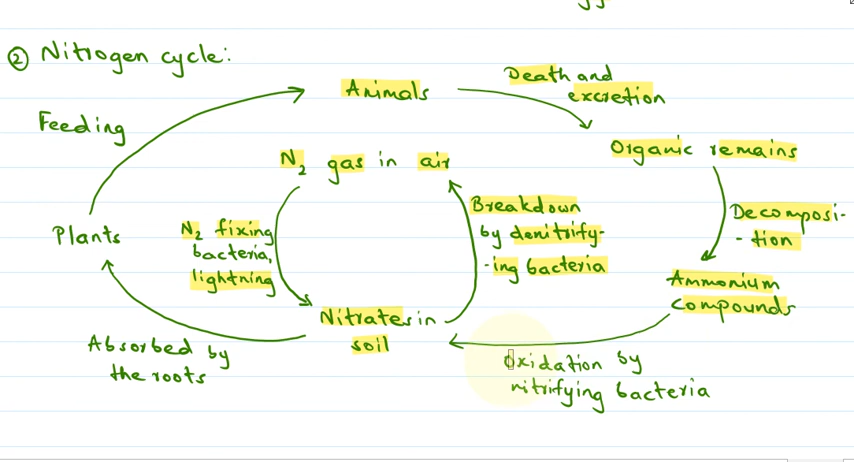 ② Nitrogen cycle:
Animals
Death and
excretion
Feeding
Organic remains
N₂ gas in air
Breakdown
by denitrify-
-ing bacteria
Decomposi-
-tion
Plants
N₂ fixing
bacteria,
lightning
Ammonium
compounds
Nitrates in
soil
Absorbed by
the roots
Oxidation by
nitrifying bacteria